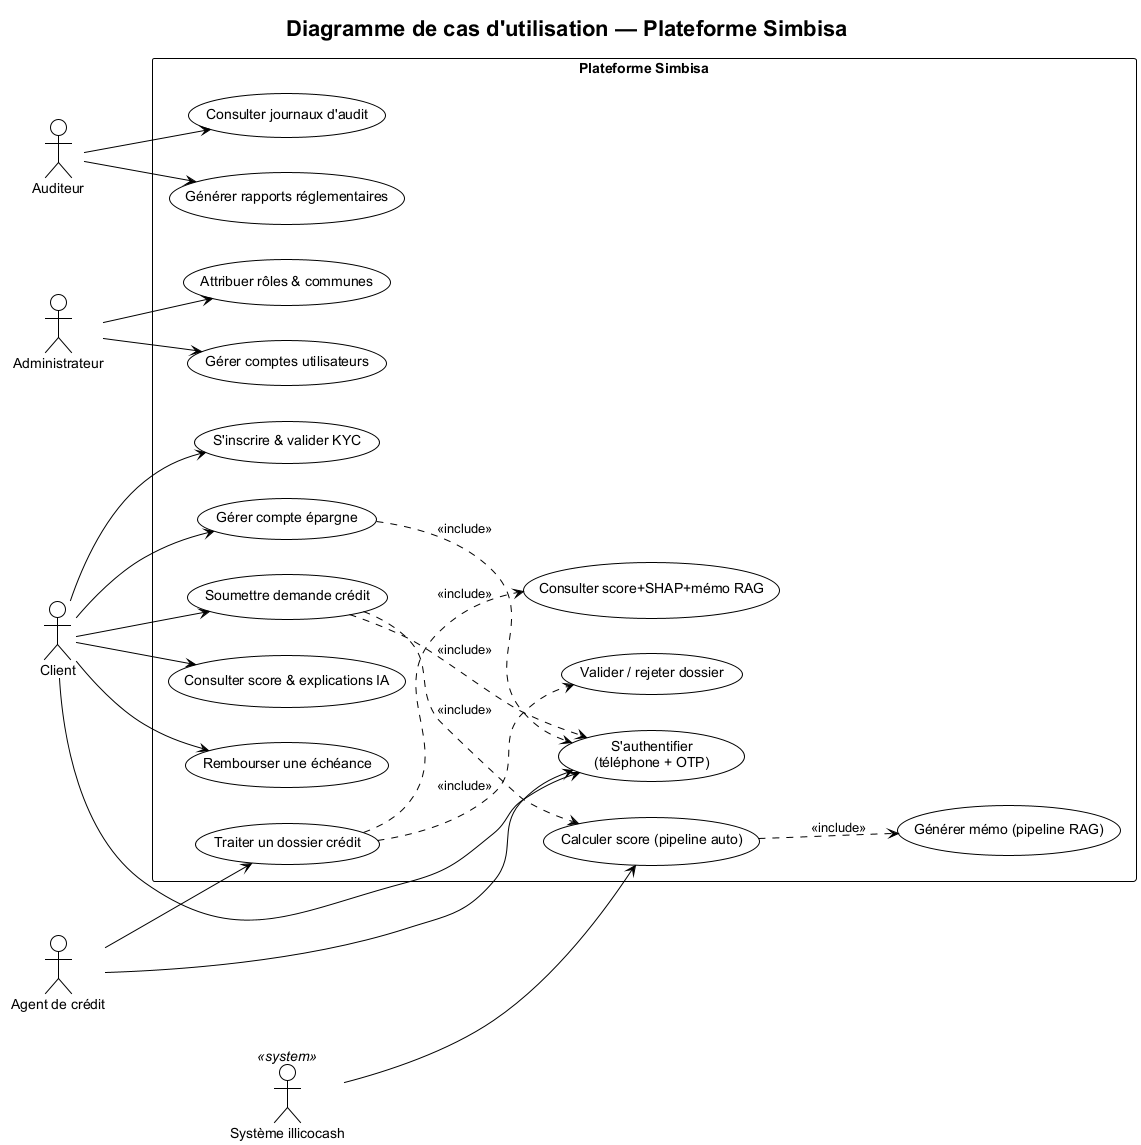 Diagramme de cas d'utilisation — Plateforme Simbisa
Plateforme Simbisa
Consulter journaux d'audit
Auditeur
Générer rapports réglementaires
Attribuer rôles & communes
Administrateur
Gérer comptes utilisateurs
S'inscrire & valider KYC
Gérer compte épargne
«include»
Consulter score+SHAP+mémo RAG
«include»
Soumettre demande crédit
«include»
Client
Consulter score & explications IA
Valider / rejeter dossier
«include»
S'authentifier
(téléphone + OTP)
Rembourser une échéance
«include»
Traiter un dossier crédit
Calculer score (pipeline auto)
«include»
Générer mémo (pipeline RAG)
Agent de crédit
«system»
Système illicocash